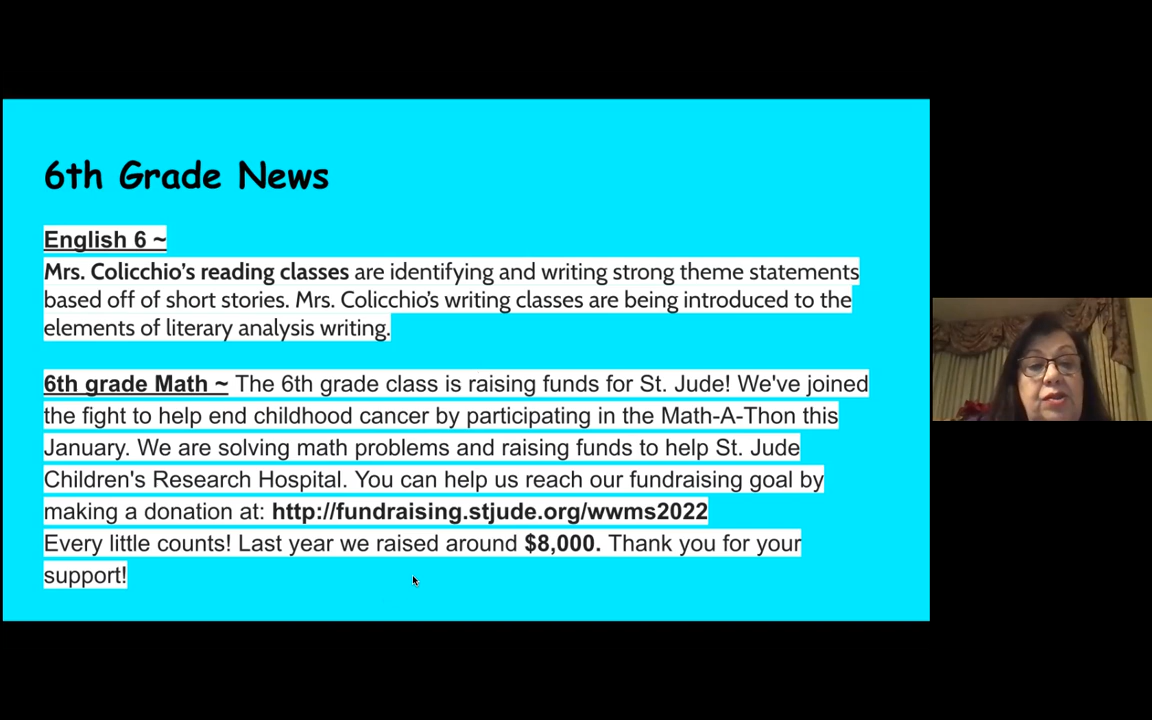 6th Grade News
English 6 ~
Mrs. Colicchio's reading classes are identifying and writing strong theme statements
based off of short stories. Mrs. Colicchio's writing classes are being introduced to the
elements of literary analysis writing.
6th grade Math ~ The 6th grade class is raising funds for St. Jude! We've joined
the fight to help end childhood cancer by participating in the Math-A-Thon this
January. We are solving math problems and raising funds to help St. Jude
Children's Research Hospital. You can help us reach our fundraising goal by
making a donation at: http://fundraising.stjude.org/wwms2022
Every little counts! Last year we raised around $8,000. Thank you for your
support!